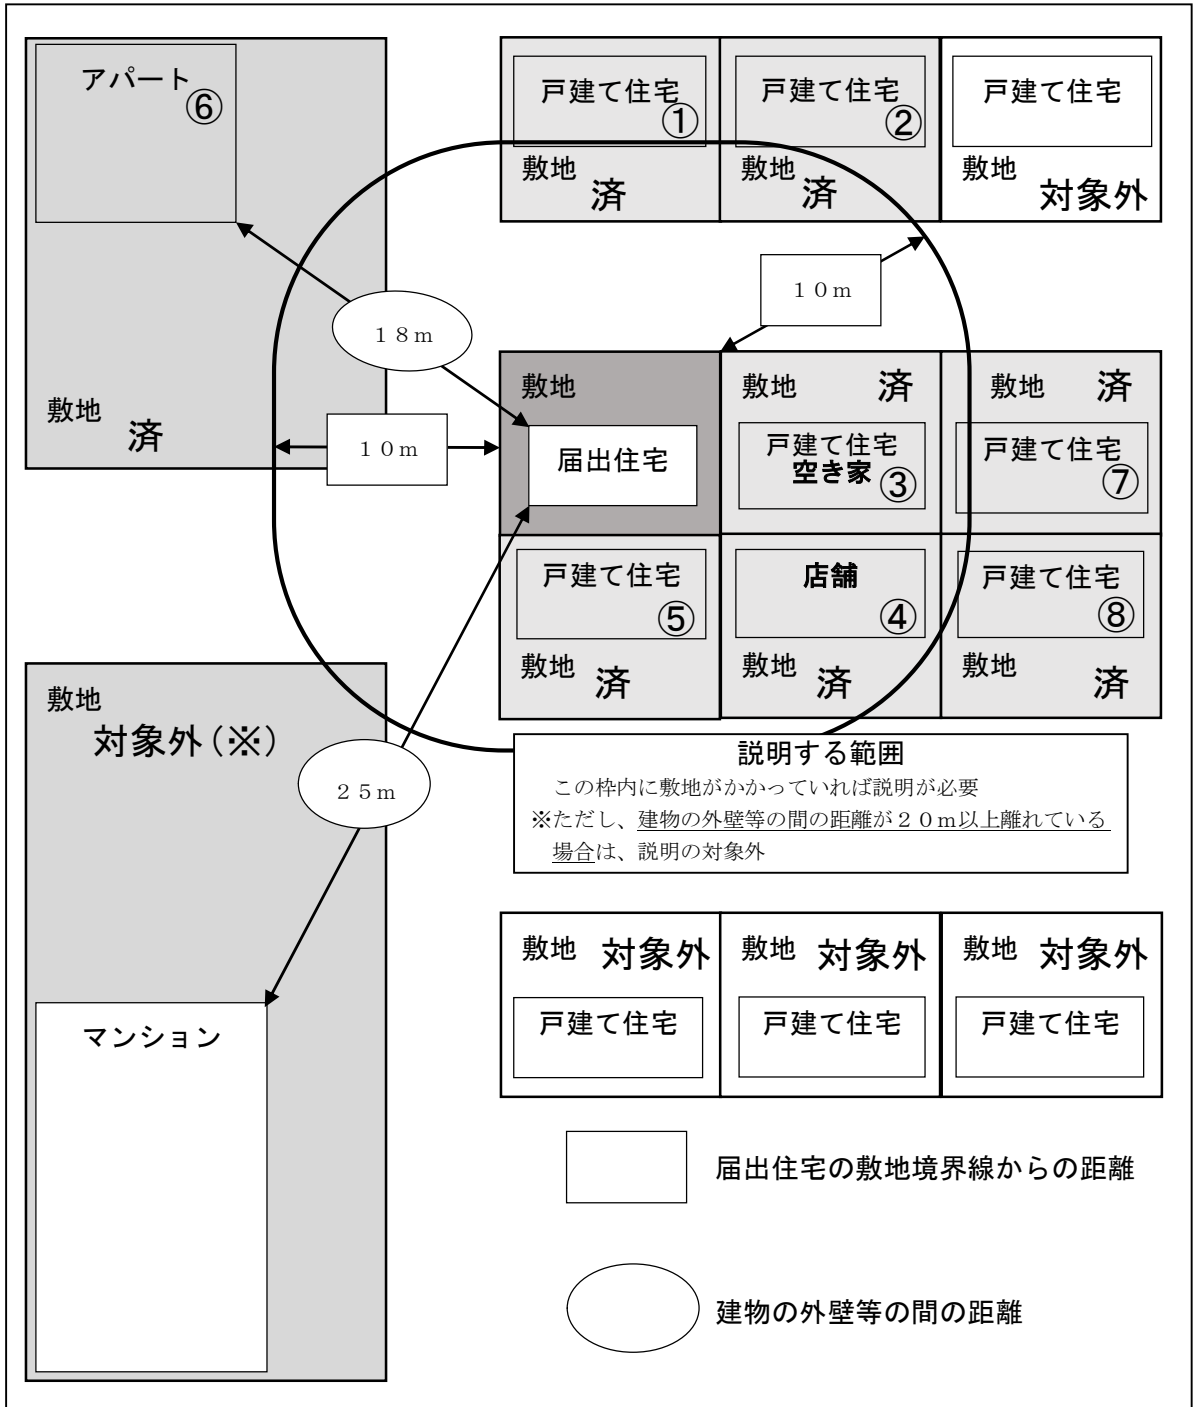 アパート
⑥
敷地
済
戸建て住宅
①
敷地
済
戸建て住宅
②
敷地
済
戸建て住宅
敷地
対象外
１０ｍ
１８ｍ
１０ｍ
敷地
届出住宅
敷地
済
戸建て住宅
空き家
③
敷地
済
戸建て住宅
⑦
戸建て住宅
⑤
敷地
済
店舗
④
敷地
済
戸建て住宅
⑧
敷地
済
敷地
対象外（※）
２５ｍ
マンション
説明する範囲
この枠内に敷地がかかっていれば説明が必要
※ただし、建物の外壁等の間の距離が２０ｍ以上離れている
場合は、説明の対象外
敷地
対象外
戸建て住宅
敷地
対象外
戸建て住宅
敷地
対象外
戸建て住宅
届出住宅の敷地境界線からの距離
建物の外壁等の間の距離